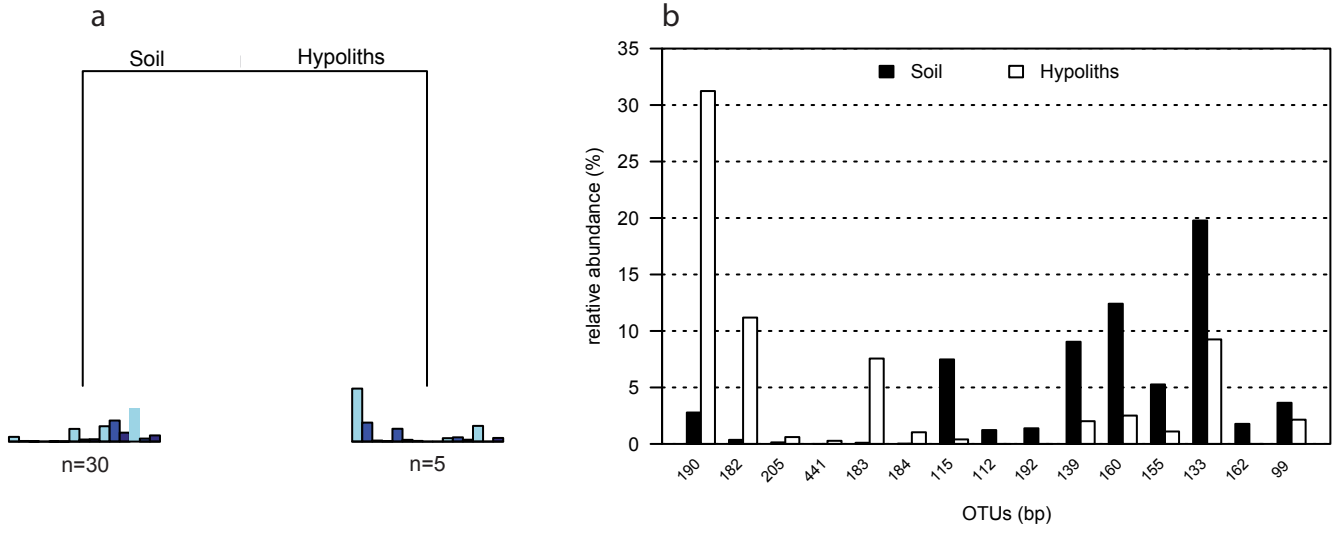 a
Soil Hypoliths
n=30 n=5
b
35
30
25
20
15
10
5
0
relative abundance (%)
Soil Hypoliths
190 182 205 441 183 184 115 112 192 139 160 155 133 162 99
OTUs (bp)